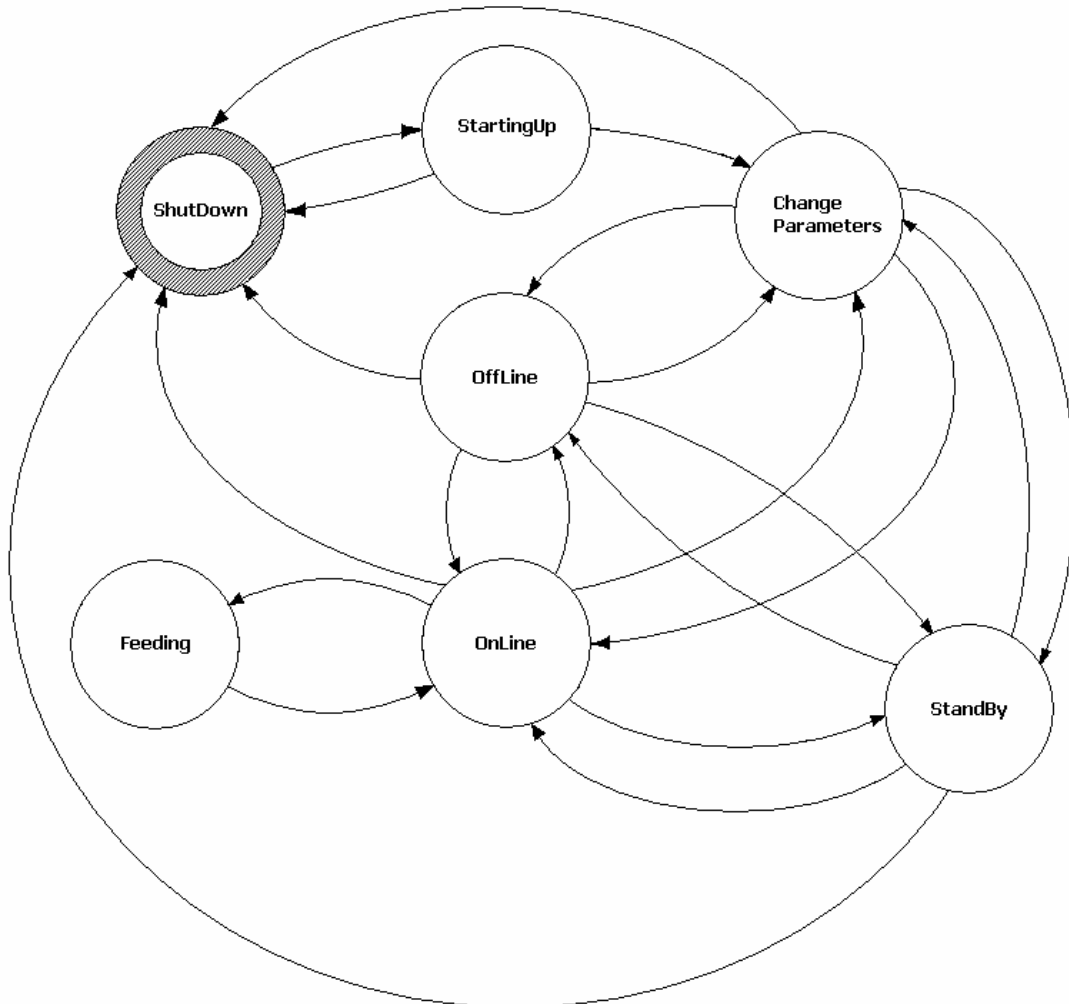 StartingUp
ShutDown
Change
Parameters
OffLine
Feeding
OnLine
StandBy